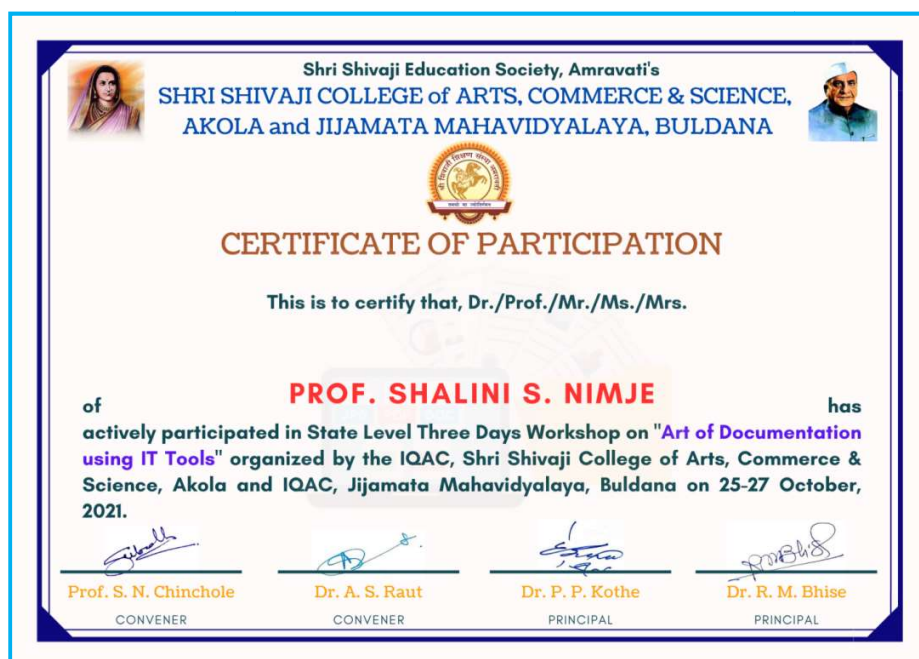 Shri Shivaji Education Society, Amravati's
SHRI SHIVAJI COLLEGE of ARTS, COMMERCE & SCIENCE,
AKOLA and JIJAMATA MAHAVIDYALAYA, BULDANA
श्री शिवाजी शिक्षण संस्था अमरावती
CERTIFICATE OF PARTICIPATION
This is to certify that, Dr./Prof./Mr./Ms./Mrs.
PROF. SHALINI S. NIMJE
of has
actively participated in State Level Three Days Workshop on "Art of Documentation
using IT Tools" organized by the IQAC, Shri Shivaji College of Arts, Commerce &
Science, Akola and IQAC, Jijamata Mahavidyalaya, Buldana on 25-27 October,
2021.
Prof. S. N. Chinchole Dr. A. S. Raut Dr. P. P. Kothe Dr. R. M. Bhise
CONVENER CONVENER PRINCIPAL PRINCIPAL